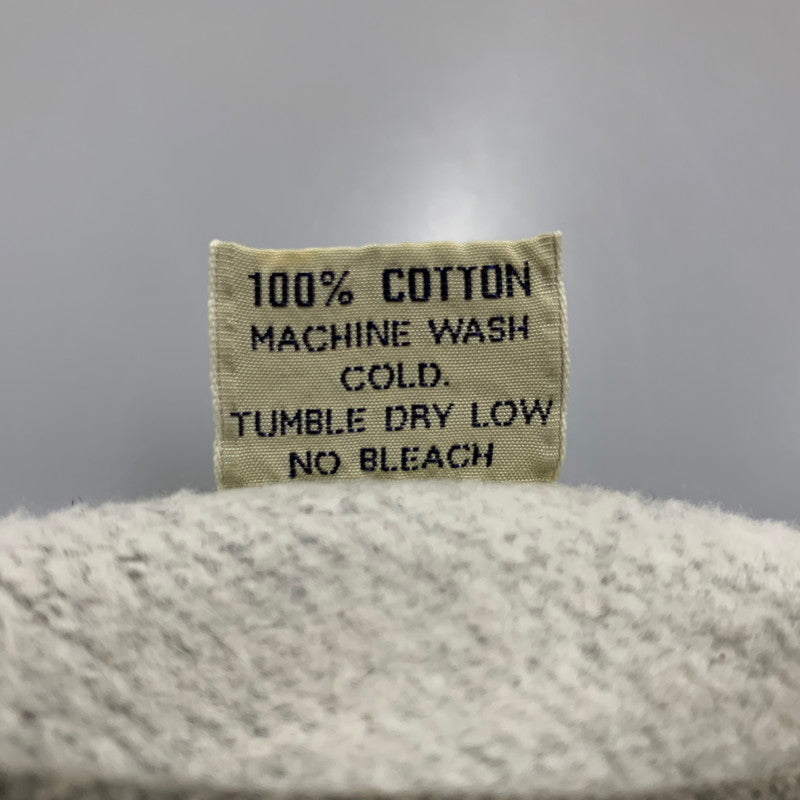 100% COTTON
MACHINE WASH
COLD.
TUMBLE DRY LOW
NO BLEACH